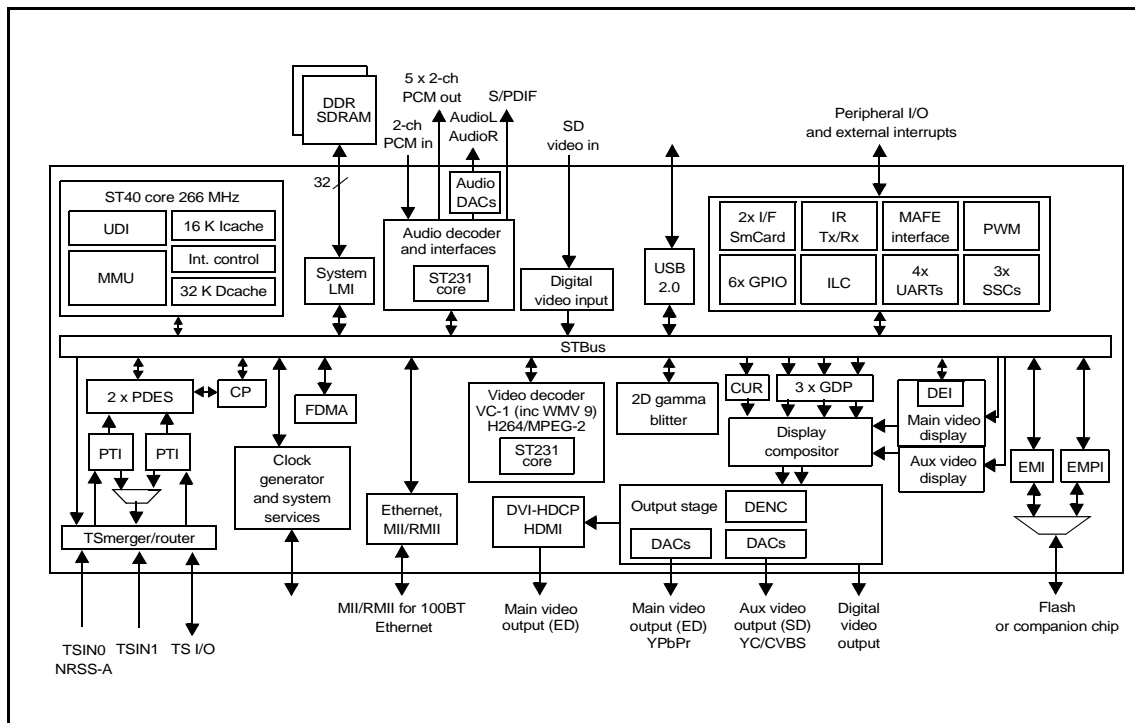 DDR
SDRAM
5 x 2-ch
PCM out
S/PDIF
2-ch
PCM in
AudioL
AudioR
SD
video in
Peripheral I/O
and external interrupts
32
ST40 core 266 MHz
UDI
16 K Icache
MMU
Int. control
32 K Dcache
System
LMI
Audio
DACs
Audio decoder
and interfaces
ST231
core
Digital
video input
USB
2.0
2x I/F
SmCard
IR
Tx/Rx
MAFE
interface
PWM
6x GPIO
ILC
4x
UARTs
3x
SSCs
STBus
2 x PDES
CP
FDMA
PTI
PTI
TSmerger/router
Clock
generator
and system
services
Ethernet,
MII/RMII
Video decoder
VC-1 (inc WMV 9)
H264/MPEG-2
ST231
core
2D gamma
blitter
CUR
3 x GDP
Display
compositor
DEI
Main video
display
Aux video
display
EMI
EMPI
DVI-HDCP
HDMI
Output stage
DENC
DACs
DACs
TSIN0
NRSS-A
TSIN1
TS I/O
MII/RMII for 100BT
Ethernet
Main video
output (ED)
Main video
output (ED)
YPbPr
Aux video
output (SD)
YC/CVBS
Digital
video
output
Flash
or companion chip